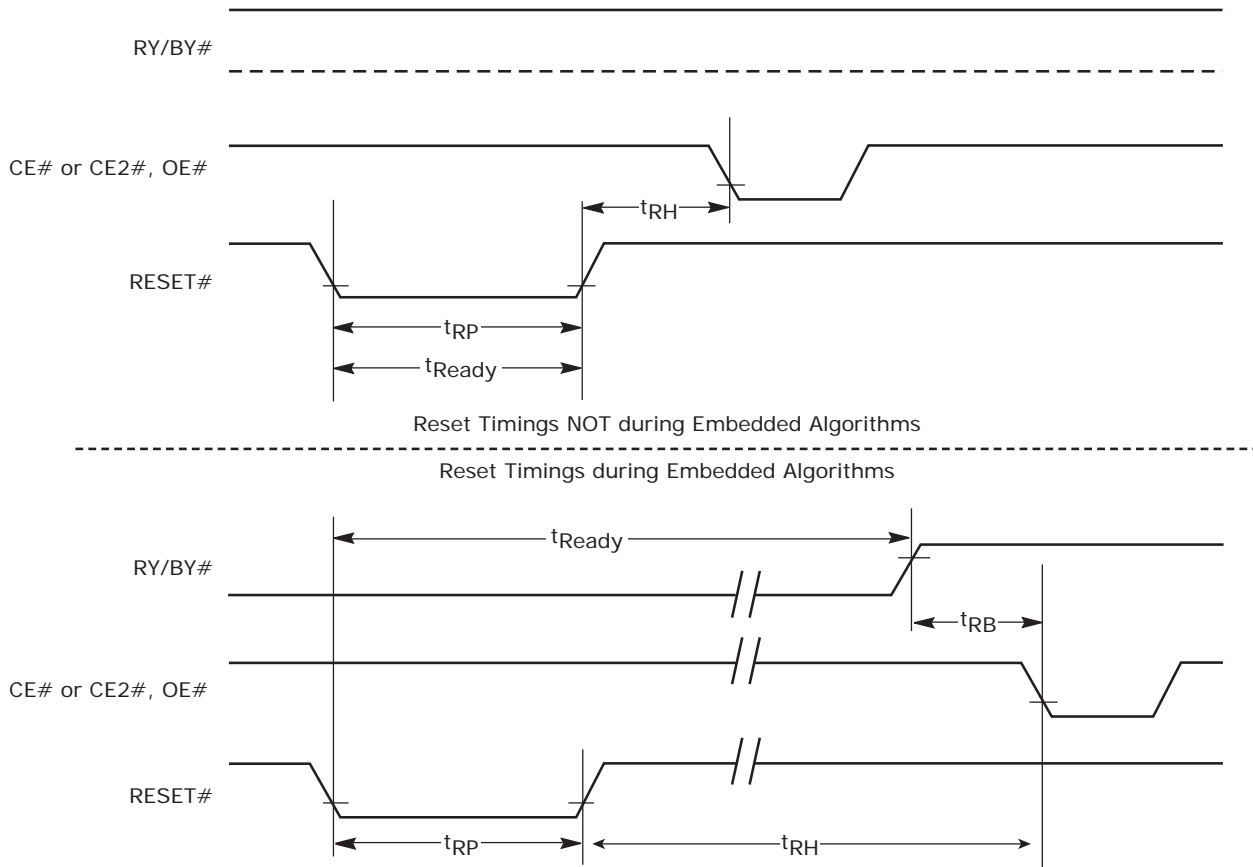 RY/BY#
CE# or CE2#, OE#
tRH
RESET#
tRP
tReady
Reset Timings NOT during Embedded Algorithms
Reset Timings during Embedded Algorithms
tReady
RY/BY#
tRB
CE# or CE2#, OE#
RESET#
tRP
tRH